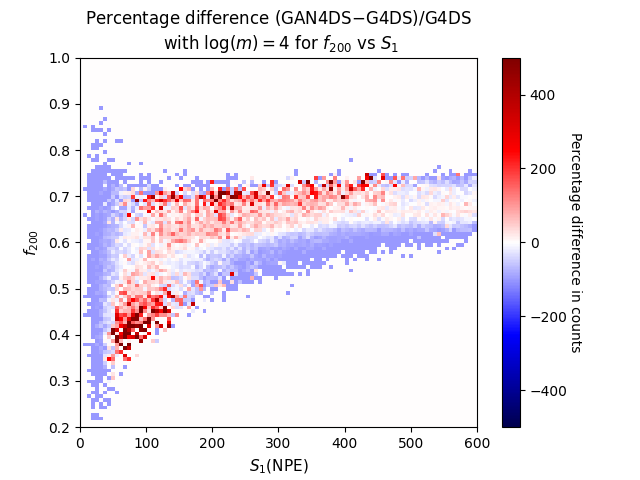 Percentage difference (GAN4DS−G4DS)/G4DS
with log(m) = 4 for f₂₀₀ vs S₁
1.0
0.9
0.8
0.7
0.6
0.5
0.4
0.3
0.2
f₂₀₀
0 100 200 300 400 500 600
S₁(NPE)
400
200
0
−200
−400
Percentage difference in counts